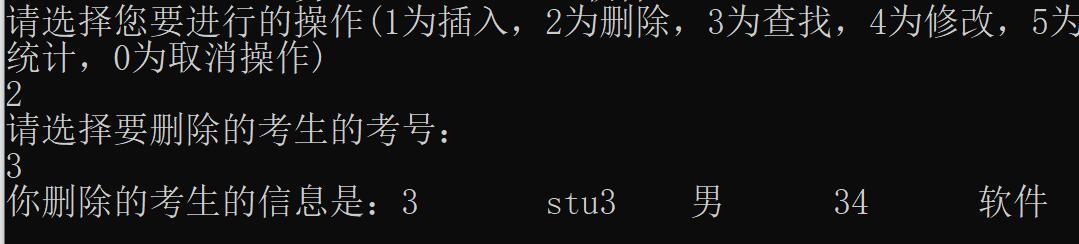 请选择您要进行的操作(1为插入，2为删除，3为查找，4为修改，5为
统计，0为取消操作)
2
请选择要删除的考生的考号：
3
你删除的考生的信息是：3 stu3 男 34 软件